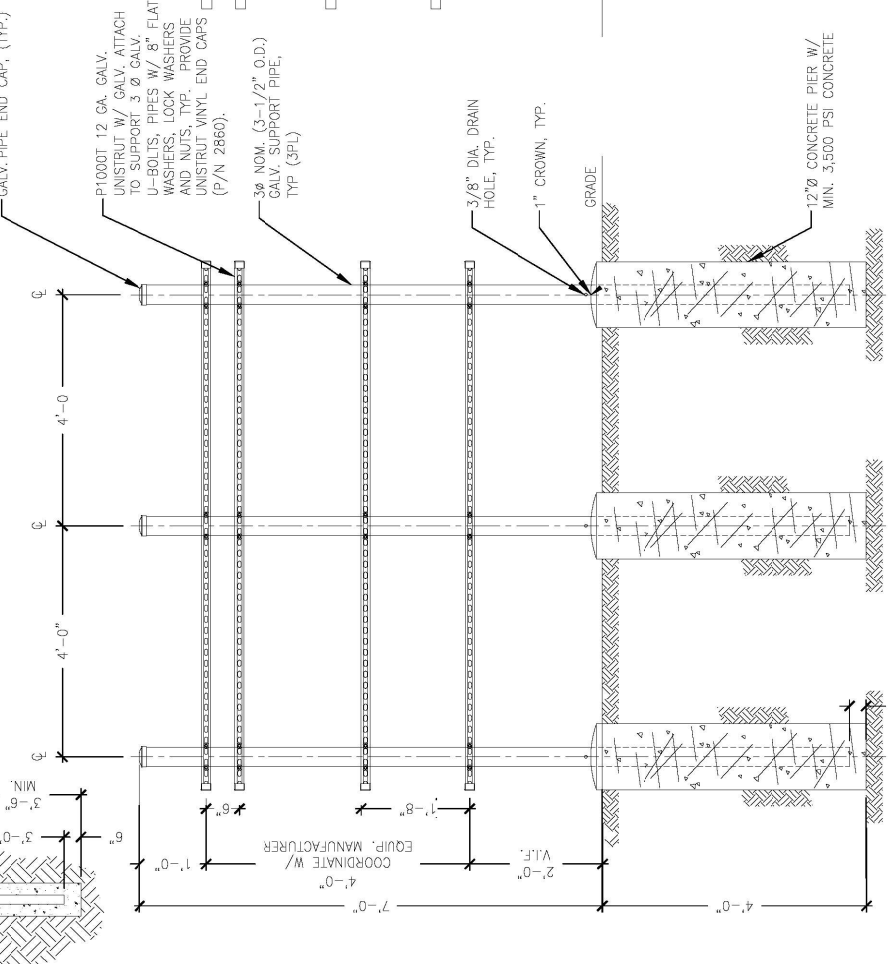 GALV. PIPE END CAP, (TYP.)
P1000T 12 GA. GALV.
UNISTRUT W/ GALV. ATTACH
TO SUPPORT 3 Ø GALV.
U-BOLTS, PIPES W/ 8" FLAT
WASHERS, LOCK WASHERS
AND NUTS, TYP. PROVIDE
UNISTRUT VINYL END CAPS
(P/N 2860).
3ø NOM. (3-1/2" O.D.)
GALV. SUPPORT PIPE,
TYP (3PL)
3/8" DIA. DRAIN
HOLE, TYP.
1" CROWN, TYP.
GRADE
12"Ø CONCRETE PIER W/
MIN. 3,500 PSI CONCRETE
℄
℄
℄
4'-0"
4'-0
3'-6"
MIN.
3'-0"
6"
1'-0"
6"
1'-8"
4'-0"
COORDINATE W/
EQUIP. MANUFACTURER
2'-0"
V.I.F.
7'-0"
4'-0"